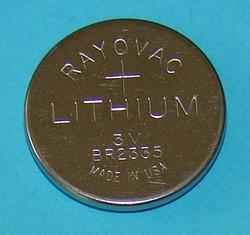 RAYOVAC
+
LITHIUM
3V
BR2335
MADE IN USA